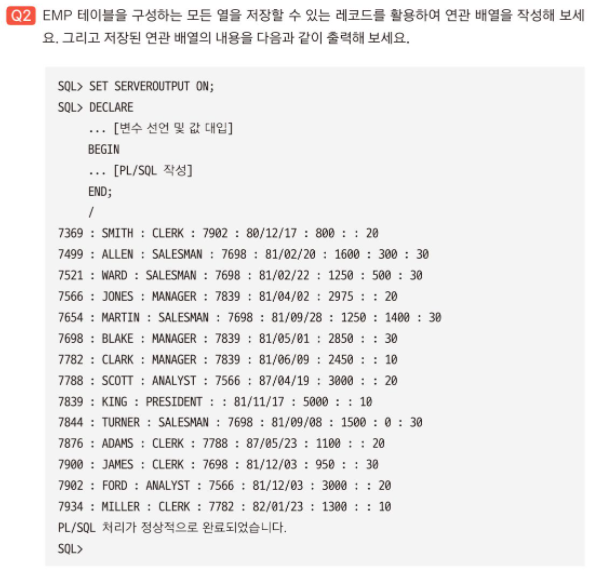 Q2 EMP 테이블을 구성하는 모든 열을 저장할 수 있는 레코드를 활용하여 연관 배열을 작성해 보세
요. 그리고 저장된 연관 배열의 내용을 다음과 같이 출력해 보세요.
SQL> SET SERVEROUTPUT ON;
SQL> DECLARE
... [변수 선언 및 값 대입]
BEGIN
... [PL/SQL 작성]
END;
/
7369 : SMITH : CLERK : 7902 : 80/12/17 : 800 : : 20
7499 : ALLEN : SALESMAN : 7698 : 81/02/20 : 1600 : 300 : 30
7521 : WARD : SALESMAN : 7698 : 81/02/22 : 1250 : 500 : 30
7566 : JONES : MANAGER : 7839 : 81/04/02 : 2975 : : 20
7654 : MARTIN : SALESMAN : 7698 : 81/09/28 : 1250 : 1400 : 30
7698 : BLAKE : MANAGER : 7839 : 81/05/01 : 2850 : : 30
7782 : CLARK : MANAGER : 7839 : 81/06/09 : 2450 : : 10
7788 : SCOTT : ANALYST : 7566 : 87/04/19 : 3000 : : 20
7839 : KING : PRESIDENT : : 81/11/17 : 5000 : : 10
7844 : TURNER : SALESMAN : 7698 : 81/09/08 : 1500 : 0 : 30
7876 : ADAMS : CLERK : 7788 : 87/05/23 : 1100 : : 20
7900 : JAMES : CLERK : 7698 : 81/12/03 : 950 : : 30
7902 : FORD : ANALYST : 7566 : 81/12/03 : 3000 : : 20
7934 : MILLER : CLERK : 7782 : 82/01/23 : 1300 : : 10
PL/SQL 처리가 정상적으로 완료되었습니다.
SQL>